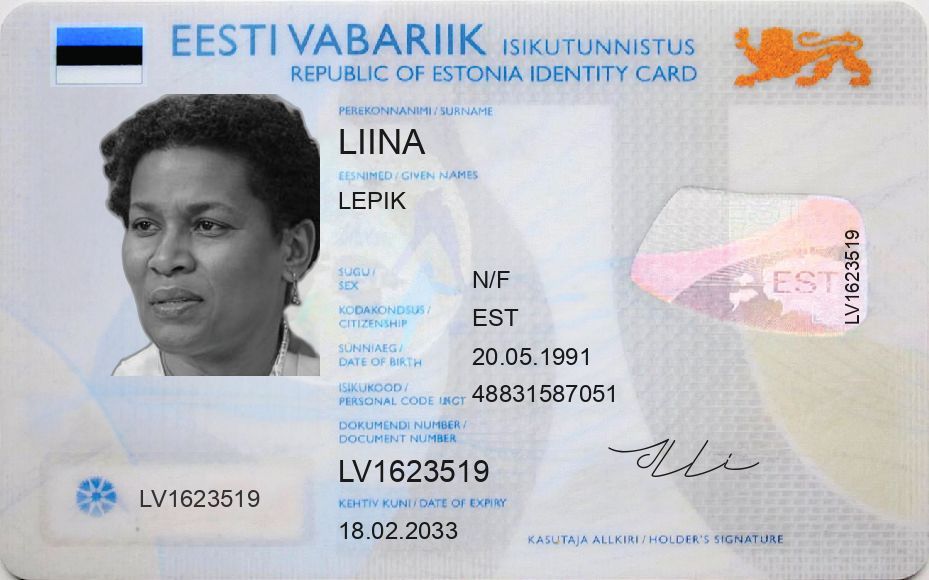 EESTI VABARIIK ISIKUTUNNISTUS
REPUBLIC OF ESTONIA IDENTITY CARD
PEREKONNANIMI / SURNAME
LIINA
EESNIMED / GIVEN NAMES
LEPIK
SUGU /
SEX
N/F
KODAKONDSUS /
CITIZENSHIP
EST
SÜNNIAEG /
DATE OF BIRTH
20.05.1991
ISIKUKOOD /
PERSONAL CODE
48831587051
DOKUMENDI NUMBER /
DOCUMENT NUMBER
LV1623519
KEHTIV KUNI / DATE OF EXPIRY
18.02.2033
LV1623519
EST
LV1623519
KASUTAJA ALLKIRI / HOLDER'S SIGNATURE